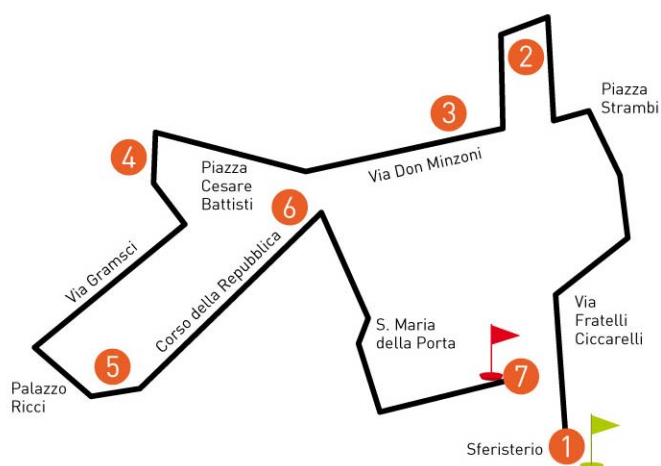 2
Piazza
Strambi
3
Via Don Minzoni
4
Piazza
Cesare
Battisti
6
Via Gramsci
Corso della Repubblica
Via
Fratelli
Ciccarelli
S. Maria
della Porta
5
7
Palazzo
Ricci
Sferisterio
1